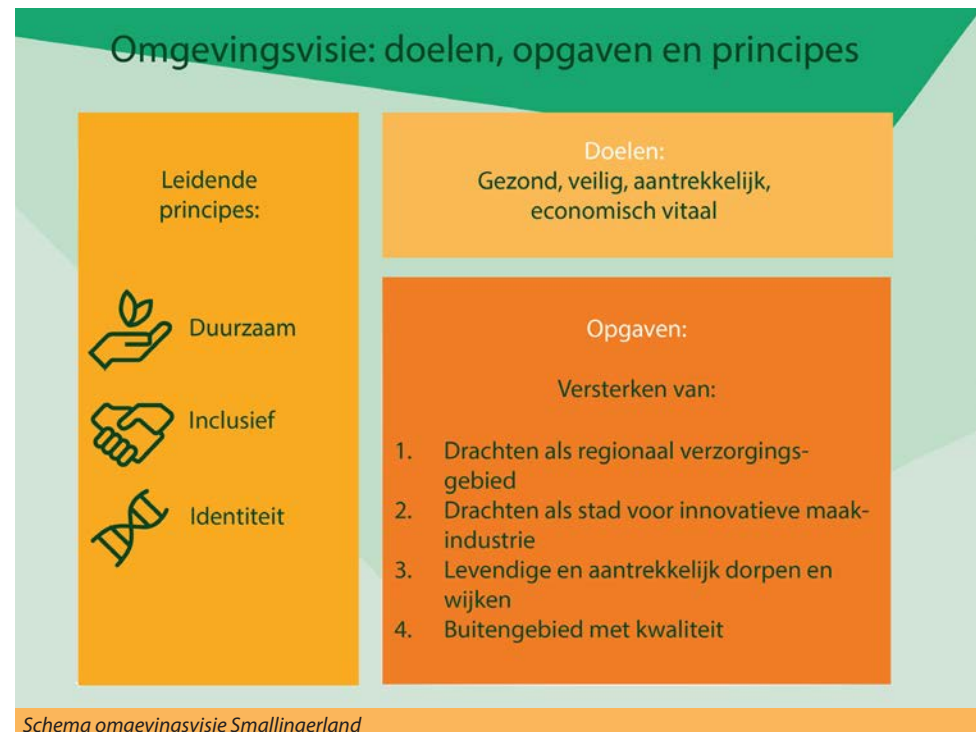 Omgevingsvisie: doelen, opgaven en principes
Leidende
principes:
Duurzaam
Inclusief
Identiteit
Doelen:
Gezond, veilig, aantrekkelijk,
economisch vitaal
Opgaven:
Versterken van:
1. Drachten als regionaal verzorgings-
gebied
2. Drachten als stad voor innovatieve maak-
industrie
3. Levendige en aantrekkelijk dorpen en
wijken
4. Buitengebied met kwaliteit
Schema omgevingsvisie Smallingerland